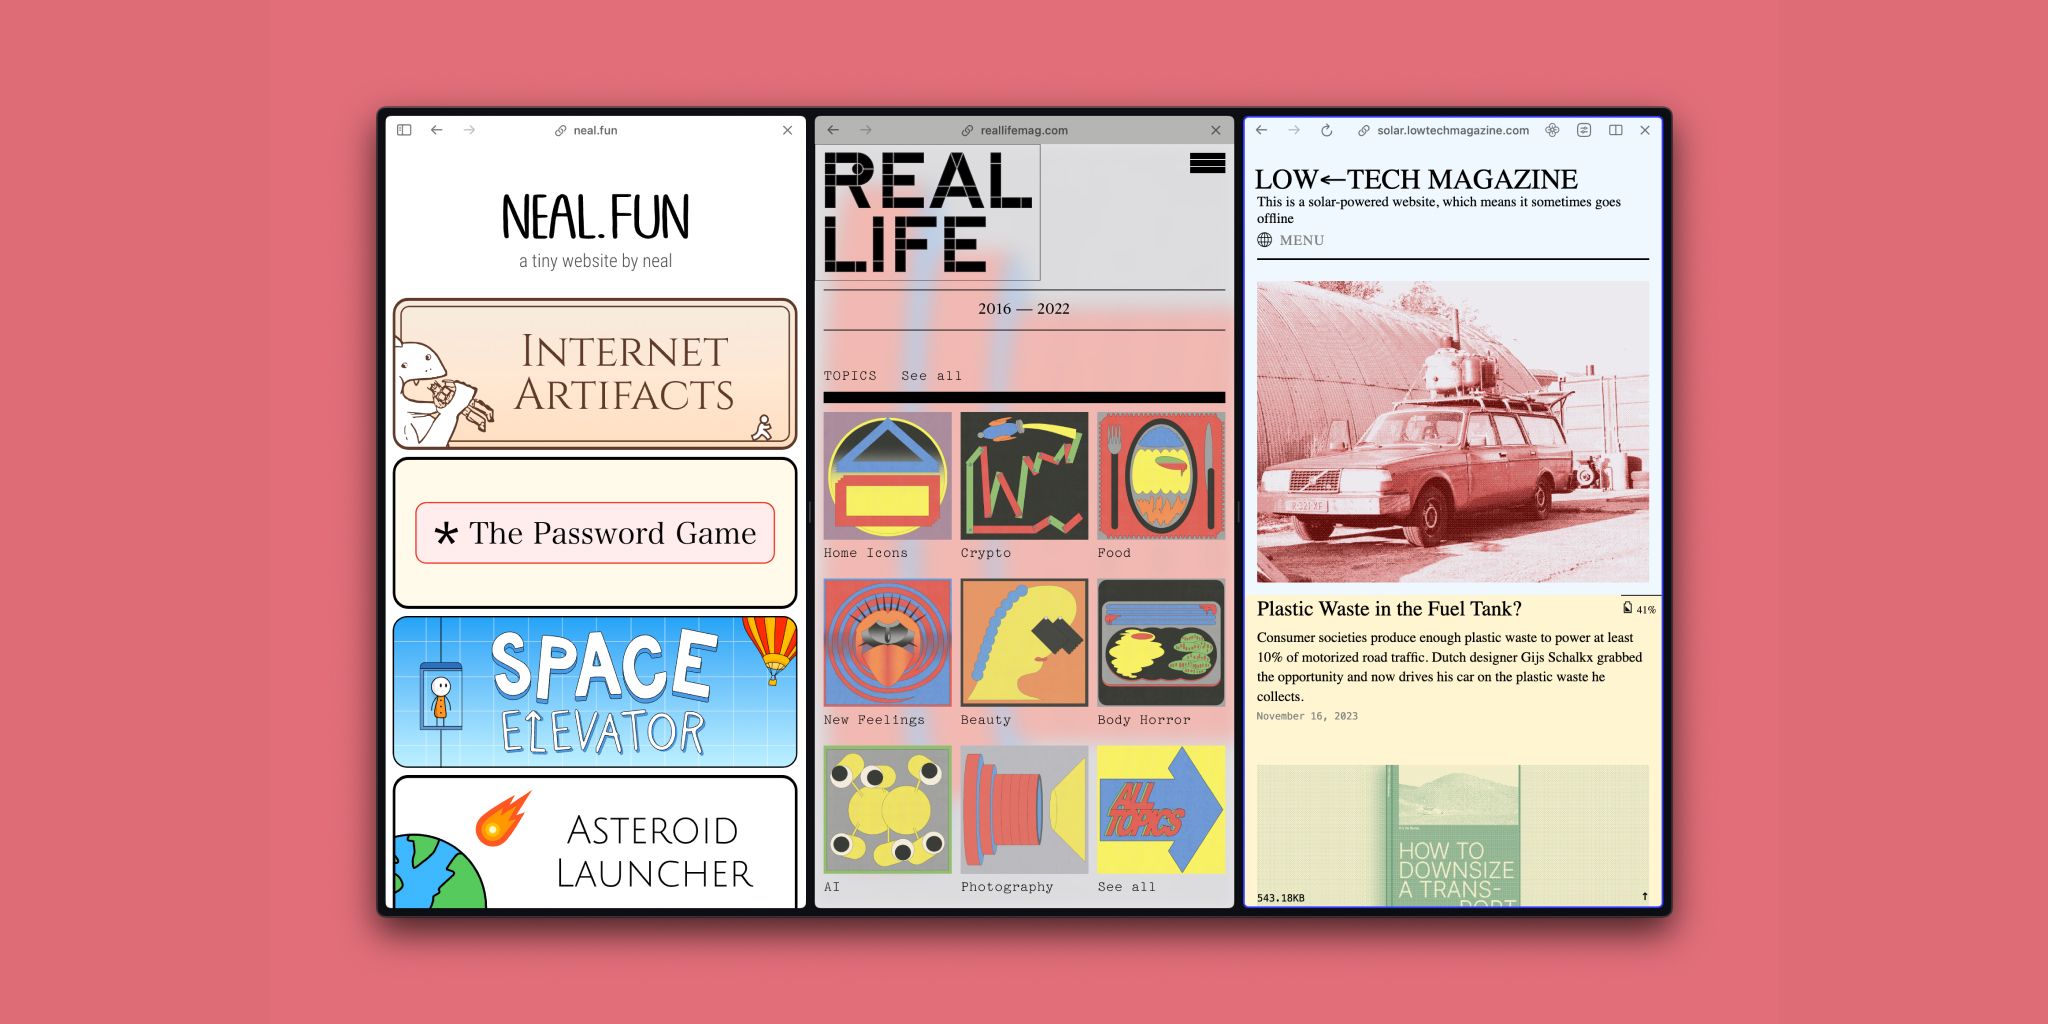 neal.fun
NEAL.FUN
a tiny website by neal
INTERNET
ARTIFACTS
* The Password Game
SPACE
ELEVATOR
ASTEROID
LAUNCHER
reallifemag.com
REAL
LIFE
2016 — 2022
TOPICS See all
Home Icons
Crypto
Food
New Feelings
Beauty
Body Horror
ALL
TOPICS
AI
Photography
See all
solar.lowtechmagazine.com
LOW←TECH MAGAZINE
This is a solar-powered website, which means it sometimes goes
offline
MENU
Plastic Waste in the Fuel Tank?
41%
Consumer societies produce enough plastic waste to power at least
10% of motorized road traffic. Dutch designer Gijs Schalkx grabbed
the opportunity and now drives his car on the plastic waste he
collects.
November 16, 2023
HOW TO
DOWNSIZE
A TRANS-
PORT
543.18KB
↑